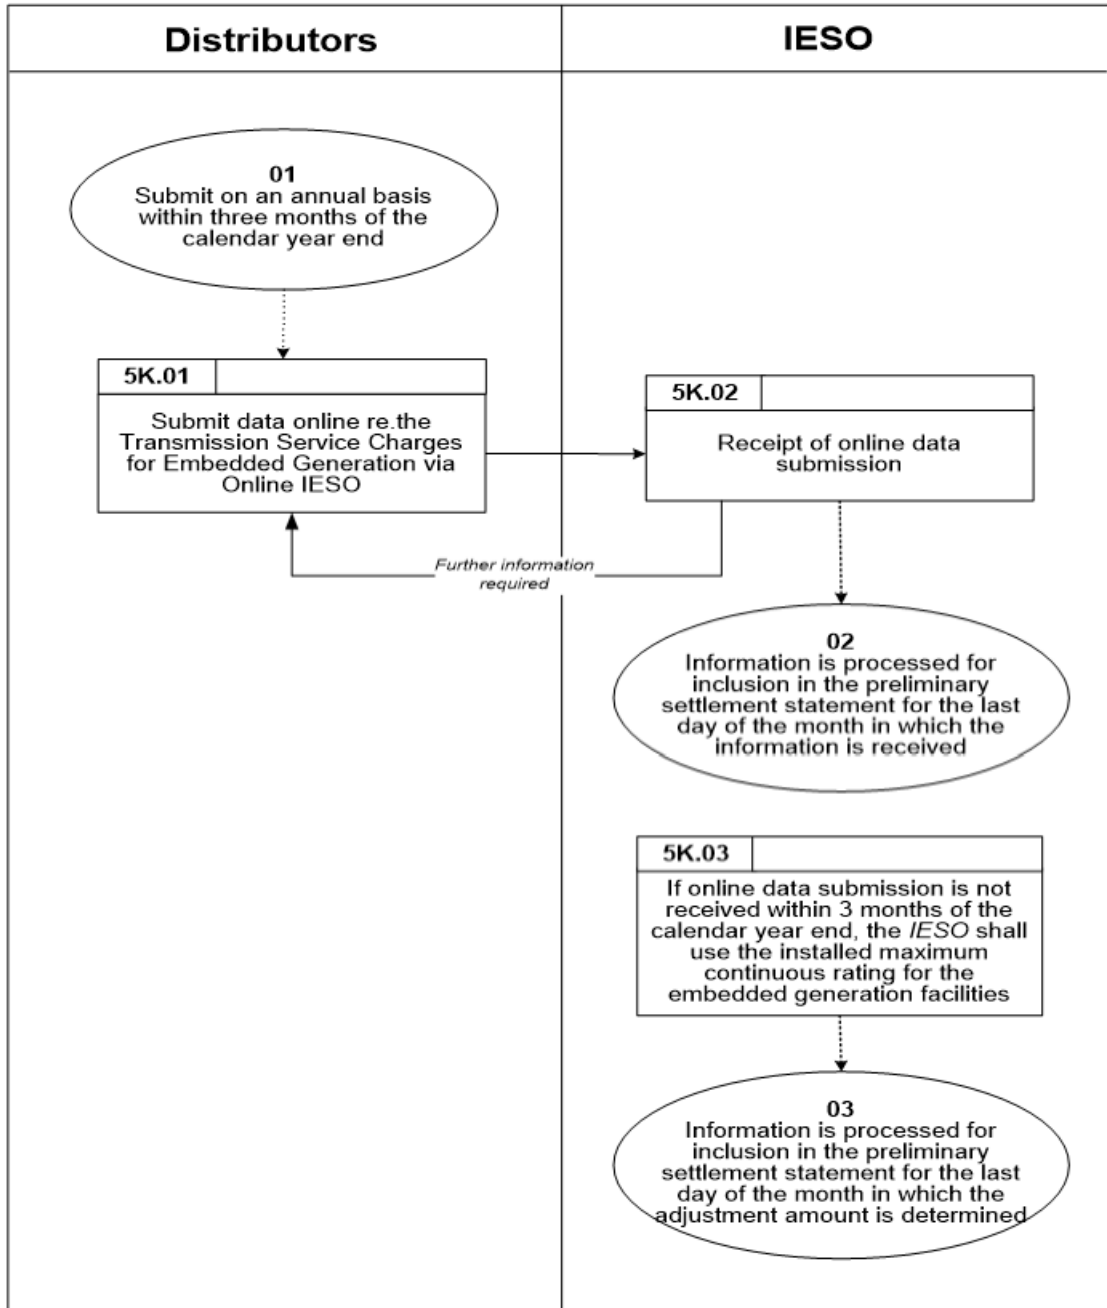 Distributors
IESO
01
Submit on an annual basis
within three months of the
calendar year end
5K.01
Submit data online re.the
Transmission Service Charges
for Embedded Generation via
Online IESO
5K.02
Receipt of online data
submission
Further information
required
02
Information is processed for
inclusion in the preliminary
settlement statement for the last
day of the month in which the
information is received
5K.03
If online data submission is not
received within 3 months of the
calendar year end, the IESO shall
use the installed maximum
continuous rating for the
embedded generation facilities
03
Information is processed for
inclusion in the preliminary
settlement statement for the last
day of the month in which the
adjustment amount is determined